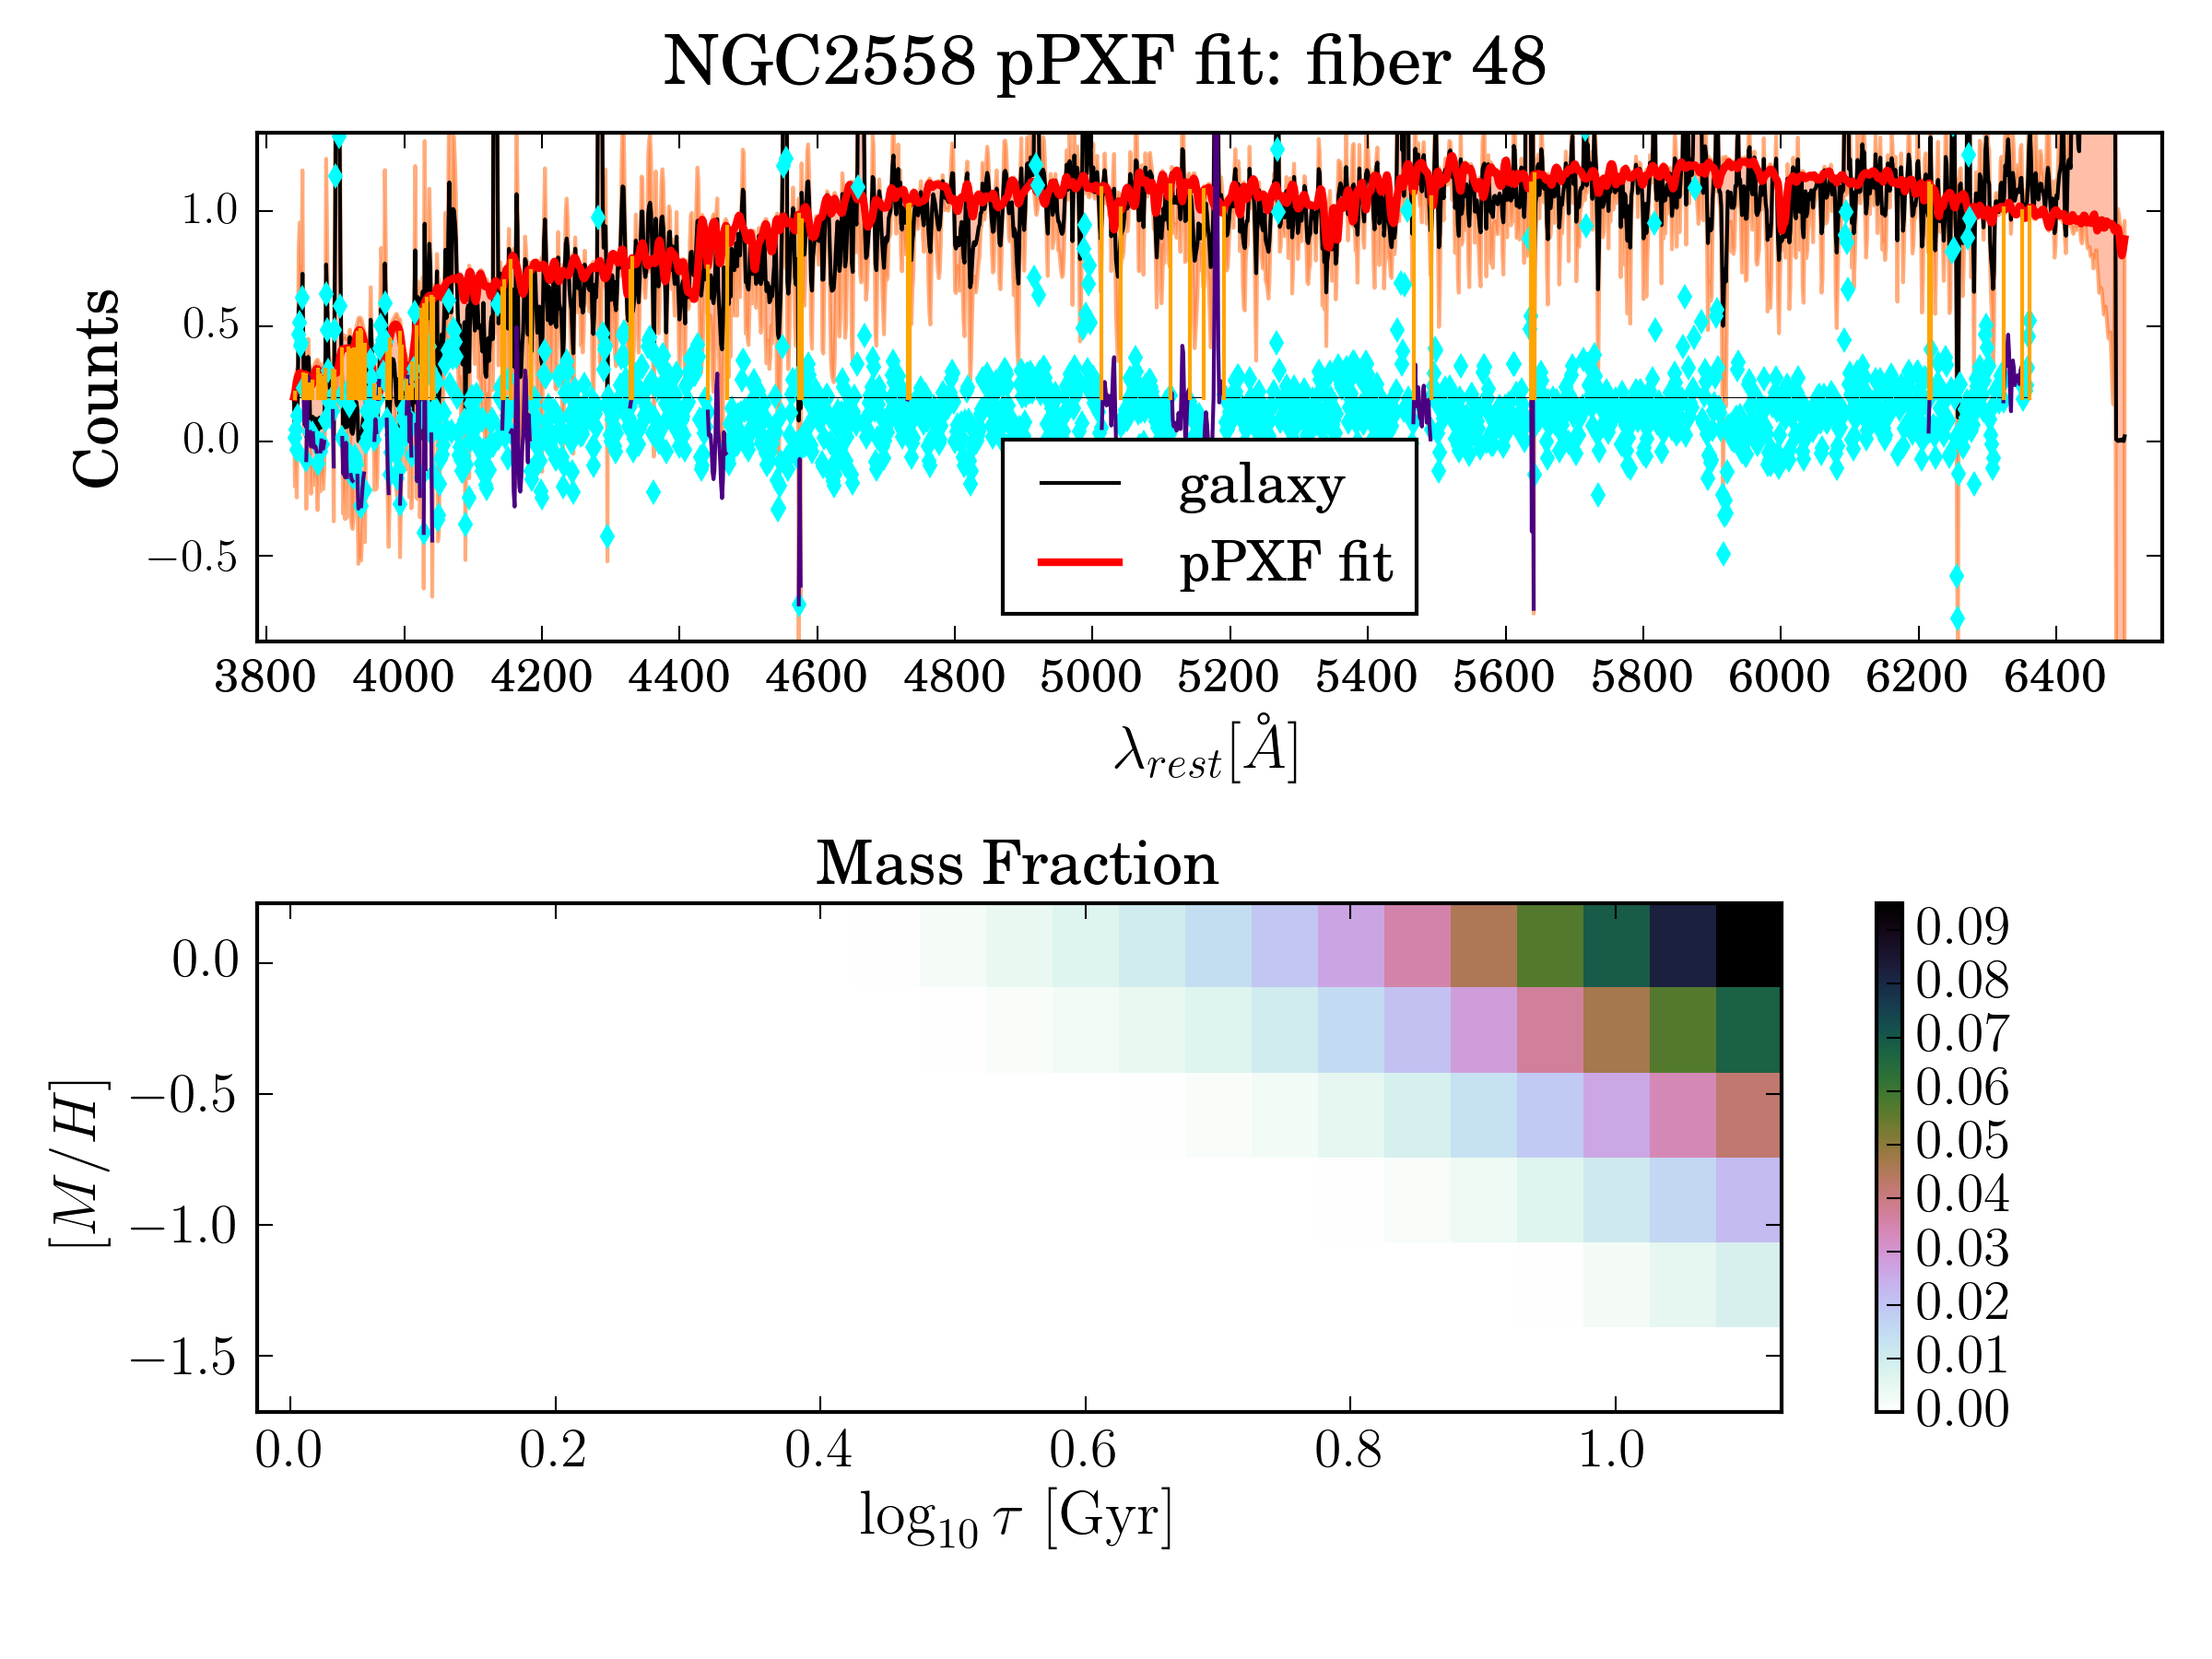 NGC2558 pPXF fit: fiber 48
Counts
1.0
0.5
0.0
−0.5
galaxy
pPXF fit
3800 4000 4200 4400 4600 4800 5000 5200 5400 5600 5800 6000 6200 6400
λ_rest[Å]
Mass Fraction
[M/H]
0.0
−0.5
−1.0
−1.5
0.0 0.2 0.4 0.6 0.8 1.0
log₁₀ τ [Gyr]
0.09
0.08
0.07
0.06
0.05
0.04
0.03
0.02
0.01
0.00